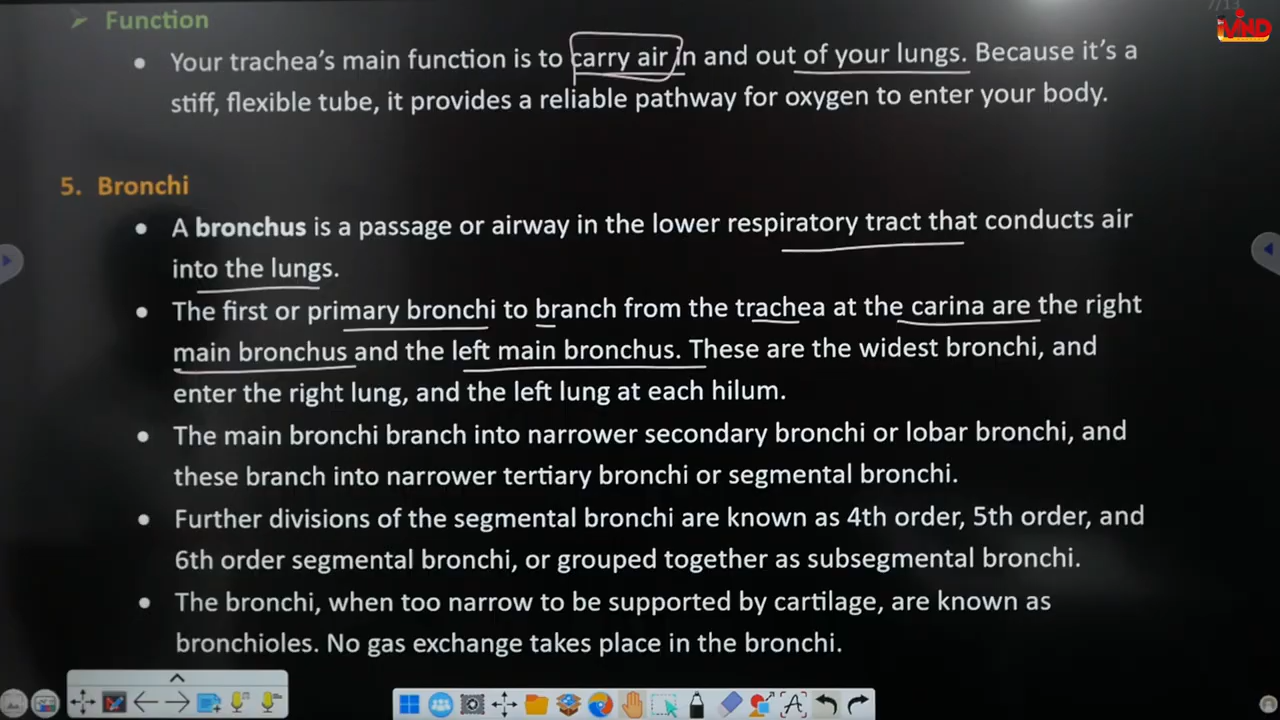 7/13
iVND
➤ Function
• Your trachea's main function is to carry air in and out of your lungs. Because it's a
stiff, flexible tube, it provides a reliable pathway for oxygen to enter your body.
5. Bronchi
• A bronchus is a passage or airway in the lower respiratory tract that conducts air
into the lungs.
• The first or primary bronchi to branch from the trachea at the carina are the right
main bronchus and the left main bronchus. These are the widest bronchi, and
enter the right lung, and the left lung at each hilum.
• The main bronchi branch into narrower secondary bronchi or lobar bronchi, and
these branch into narrower tertiary bronchi or segmental bronchi.
• Further divisions of the segmental bronchi are known as 4th order, 5th order, and
6th order segmental bronchi, or grouped together as subsegmental bronchi.
• The bronchi, when too narrow to be supported by cartilage, are known as
bronchioles. No gas exchange takes place in the bronchi.